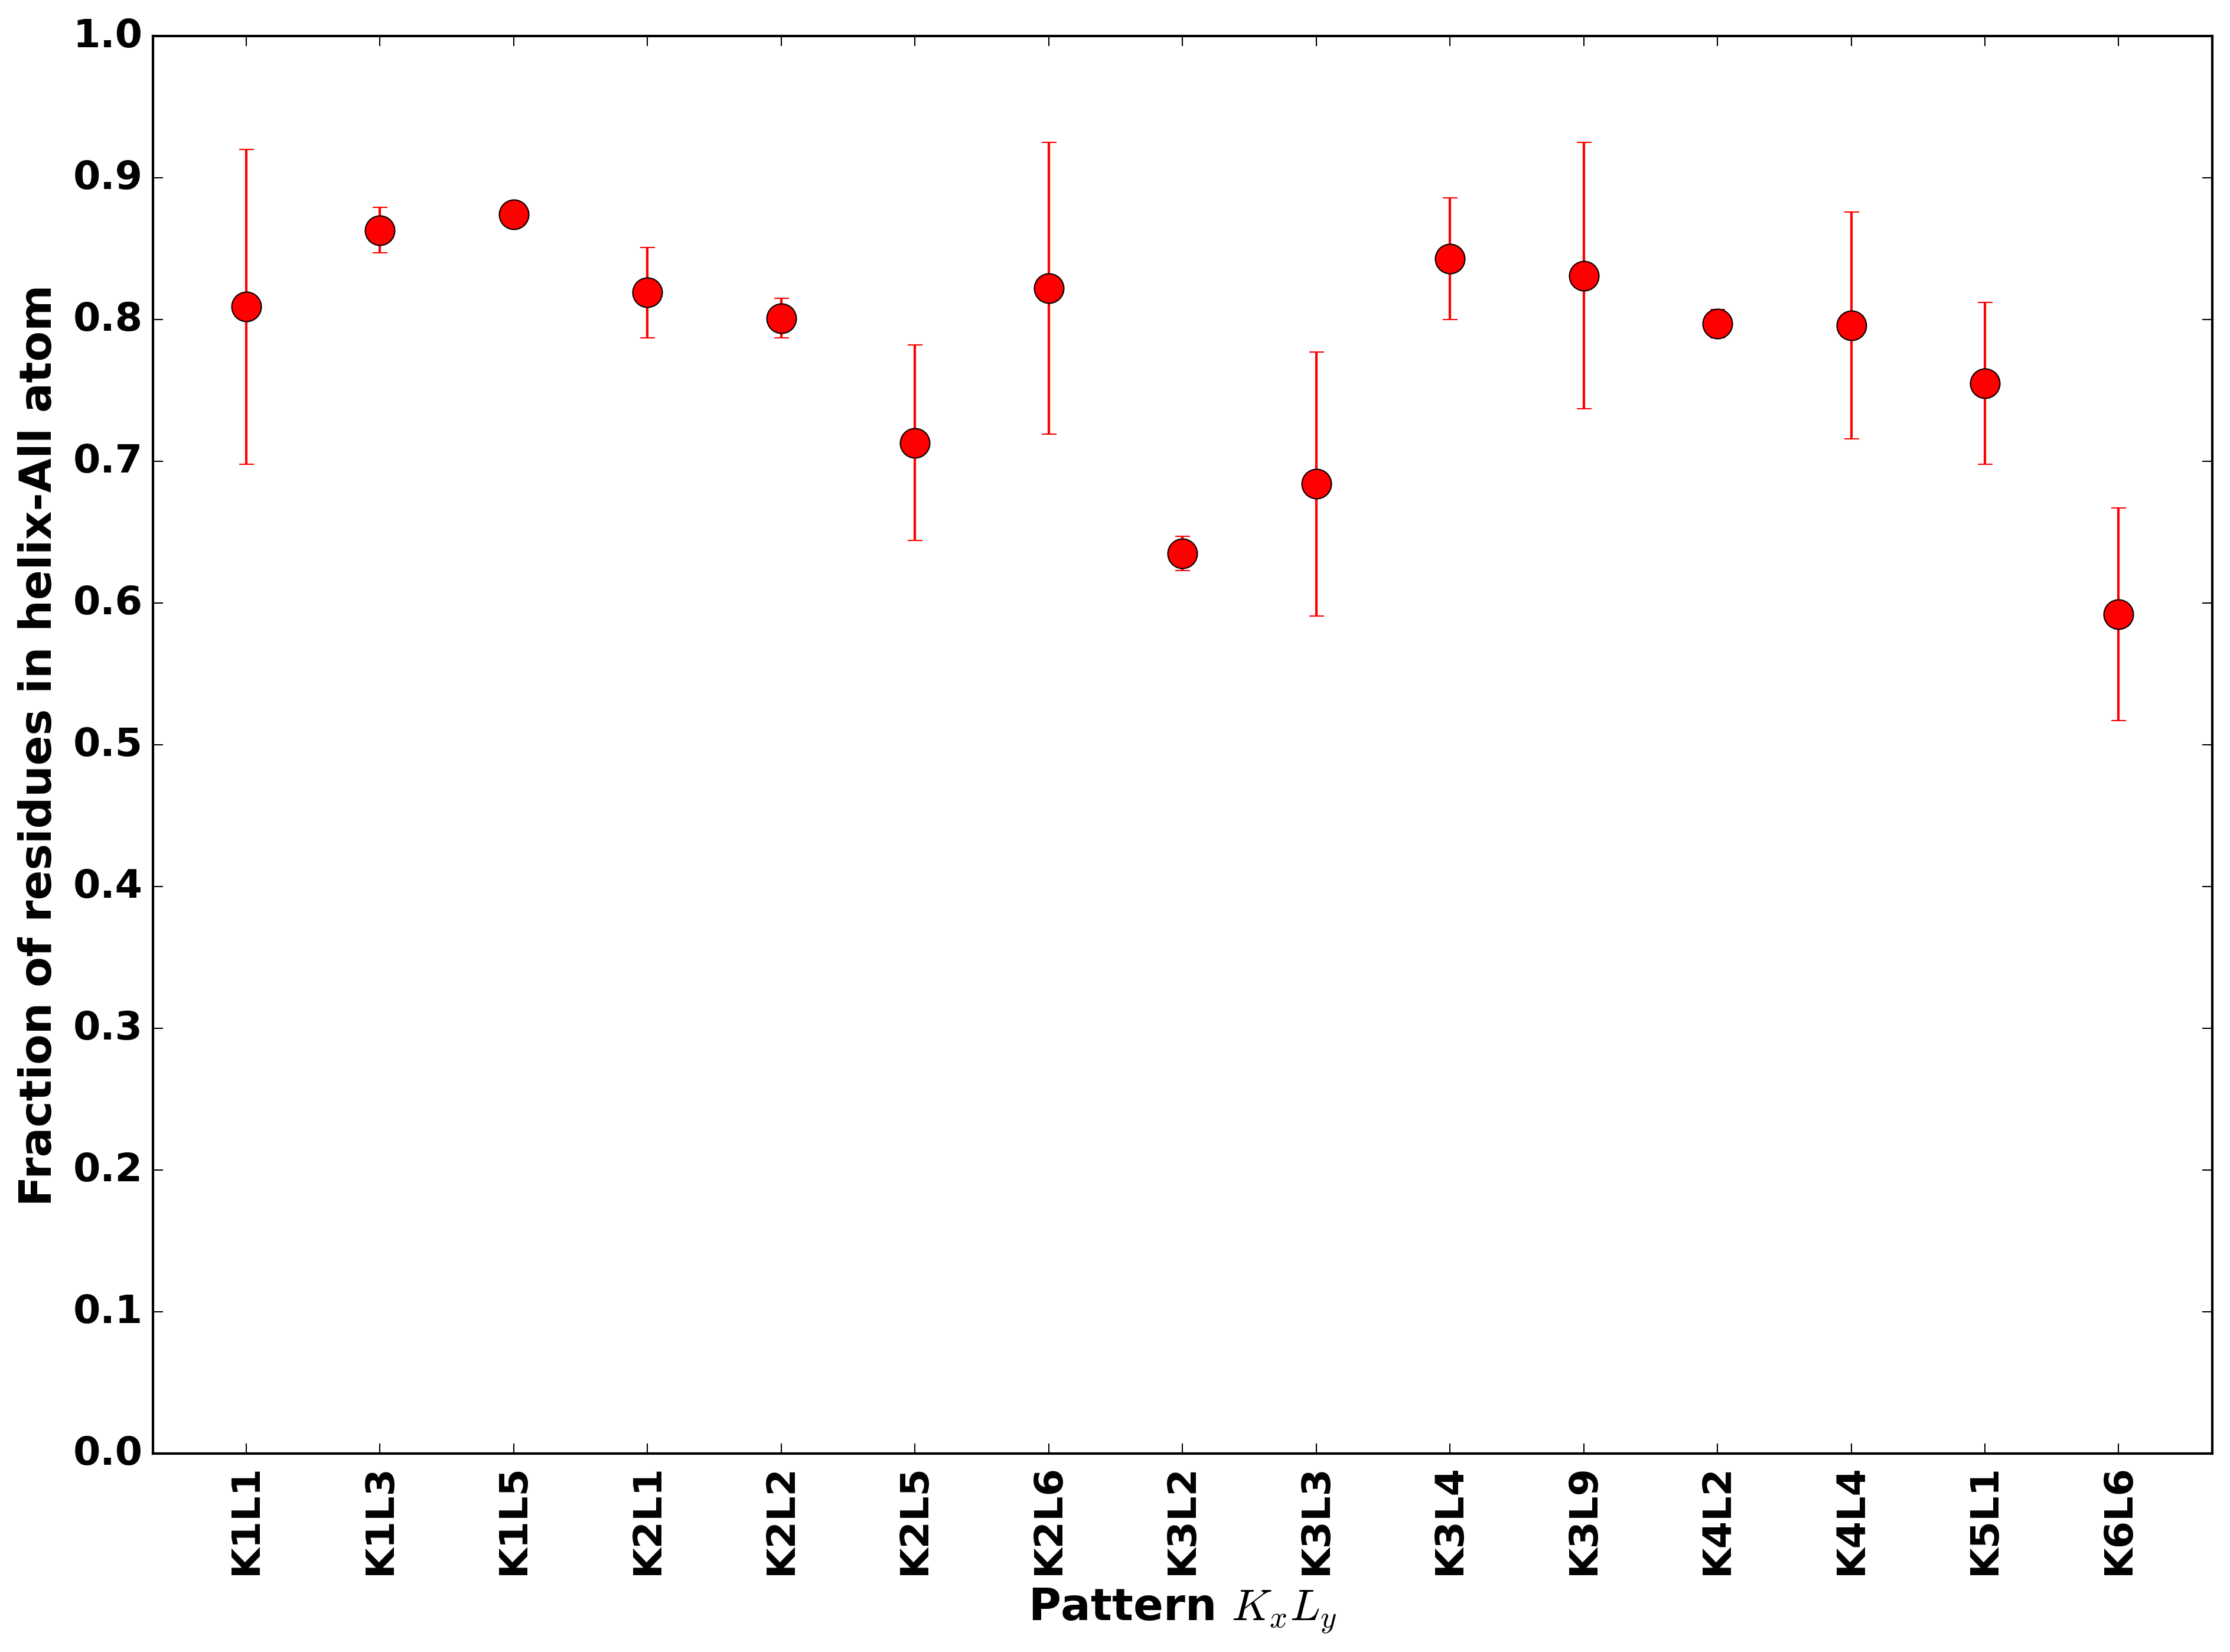 Fraction of residues in helix-All atom
1.0
0.9
0.8
0.7
0.6
0.5
0.4
0.3
0.2
0.1
0.0
K1L1
K1L3
K1L5
K2L1
K2L2
K2L5
K2L6
K3L2
K3L3
K3L4
K3L9
K4L2
K4L4
K5L1
K6L6
Pattern KxLy